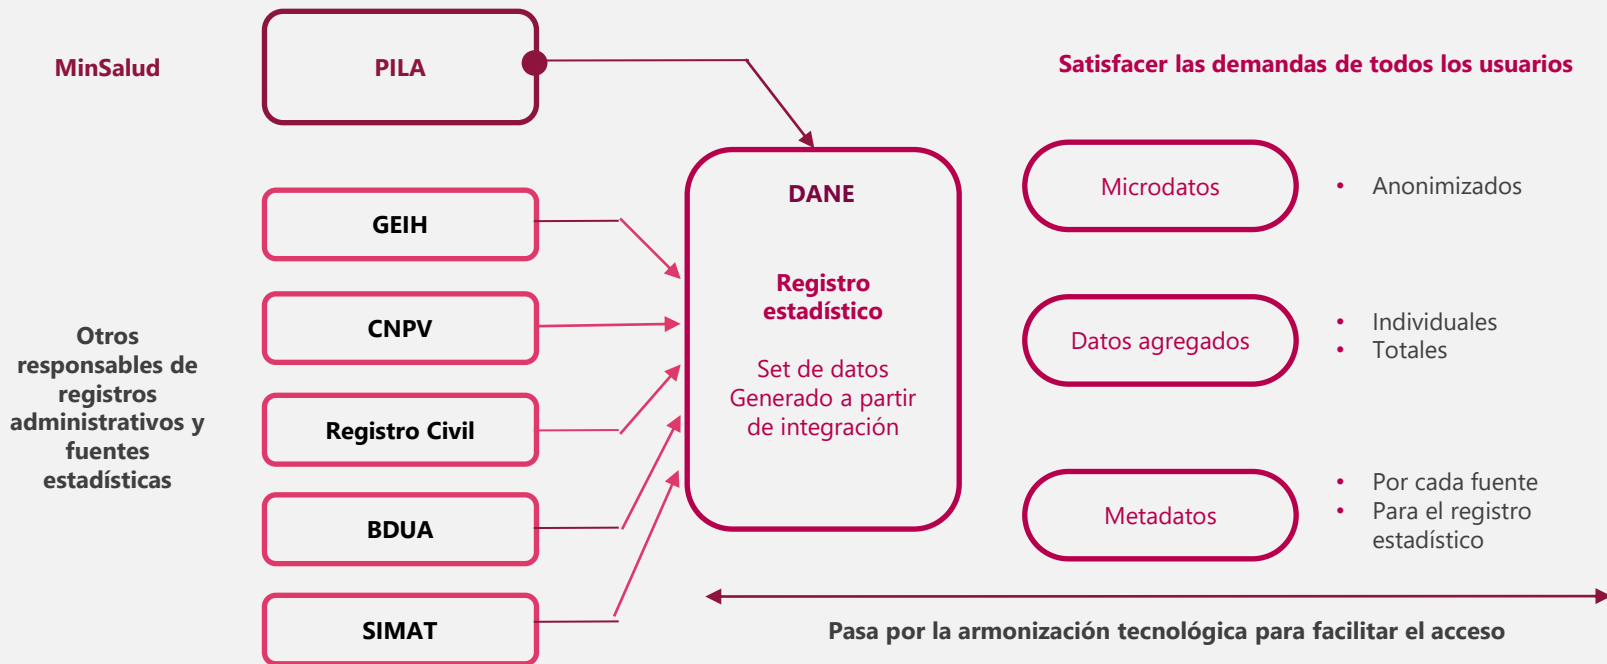 MinSalud
PILA
Satisfacer las demandas de todos los usuarios
Otros
responsables de
registros
administrativos y
fuentes
estadísticas
GEIH
CNPV
Registro Civil
BDUA
SIMAT
DANE
Registro
estadístico
Set de datos
Generado a partir
de integración
Microdatos
• Anonimizados
Datos agregados
• Individuales
• Totales
Metadatos
• Por cada fuente
• Para el registro
estadístico
Pasa por la armonización tecnológica para facilitar el acceso